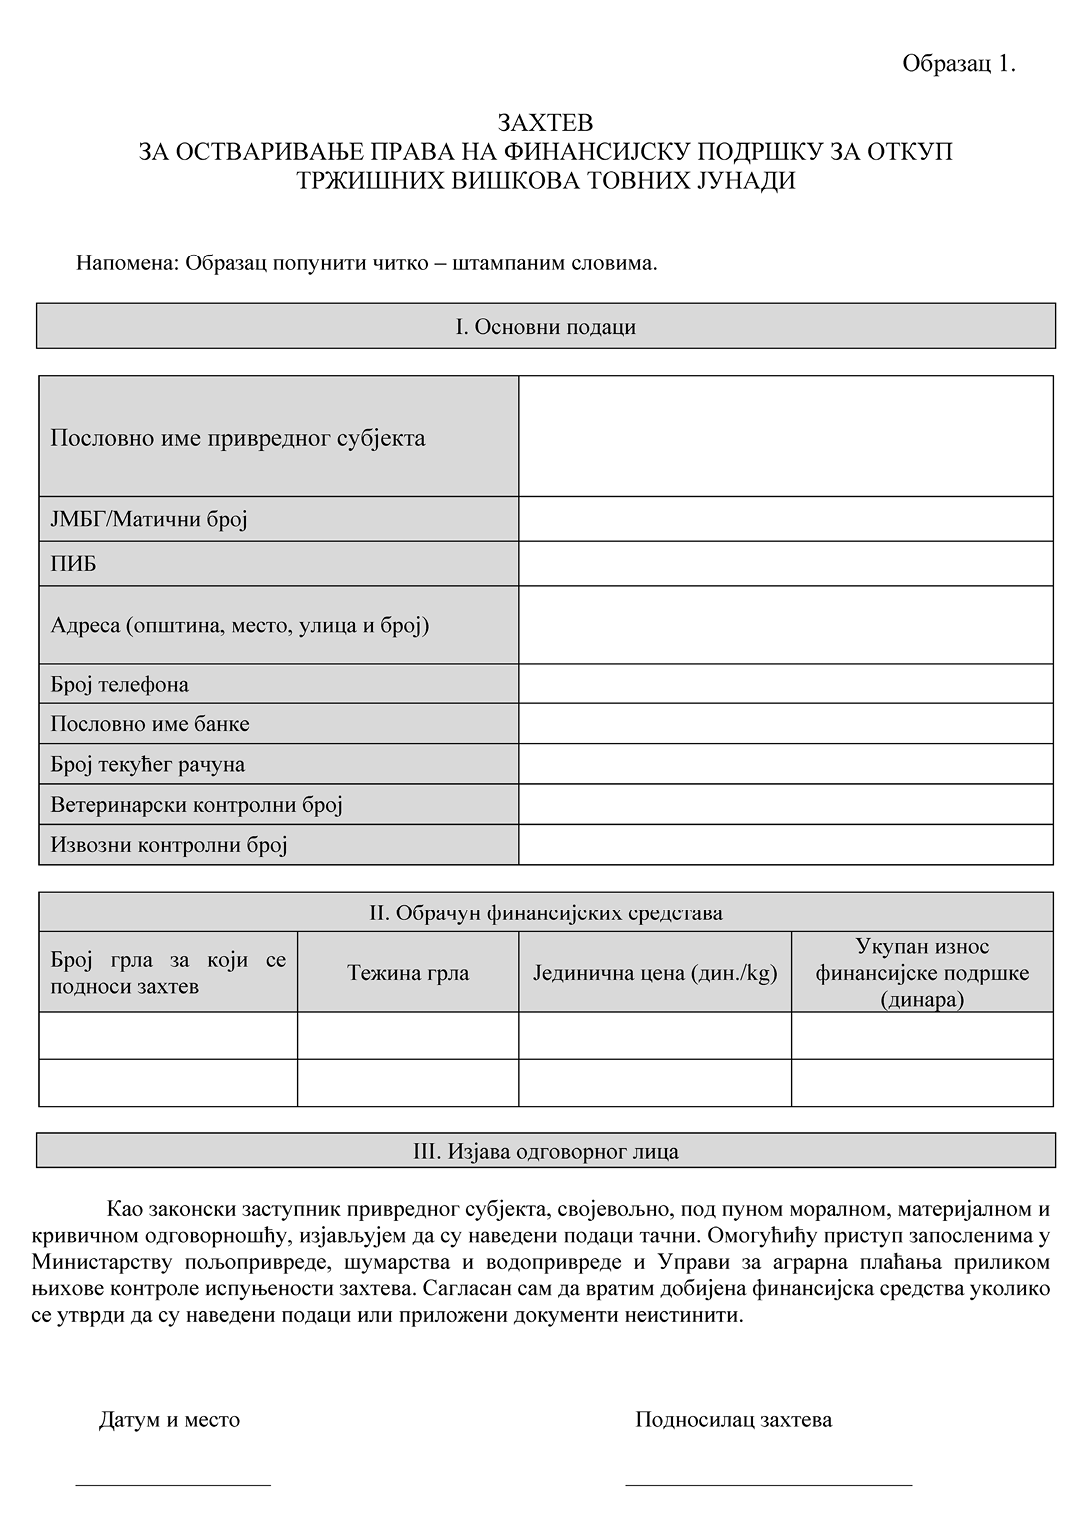 Образац 1.
ЗАХТЕВ
ЗА ОСТВАРИВАЊЕ ПРАВА НА ФИНАНСИЈСКУ ПОДРШКУ ЗА ОТКУП
ТРЖИШНИХ ВИШКОВА ТОВНИХ ЈУНАДИ
Напомена: Образац попунити читко – штампаним словима.
I. Основни подаци
Пословно име привредног субјекта
ЈМБГ/Матични број
ПИБ
Адреса (општина, место, улица и број)
Број телефона
Пословно име банке
Број текућег рачуна
Ветеринарски контролни број
Извозни контролни број
II. Обрачун финансијских средстава
Број грла за који се
подноси захтев
Тежина грла
Јединична цена (дин./kg)
Укупан износ
финансијске подршке
(динара)
III. Изјава одговорног лица
Као законски заступник привредног субјекта, својевољно, под пуном моралном, материјалном и
кривичном одговорношћу, изјављујем да су наведени подаци тачни. Омогућићу приступ запосленима у
Министарству пољопривреде, шумарства и водопривреде и Управи за аграрна плаћања приликом
њихове контроле испуњености захтева. Сагласан сам да вратим добијена финансијска средства уколико
се утврди да су наведени подаци или приложени документи неистинити.
Датум и место
Подносилац захтева